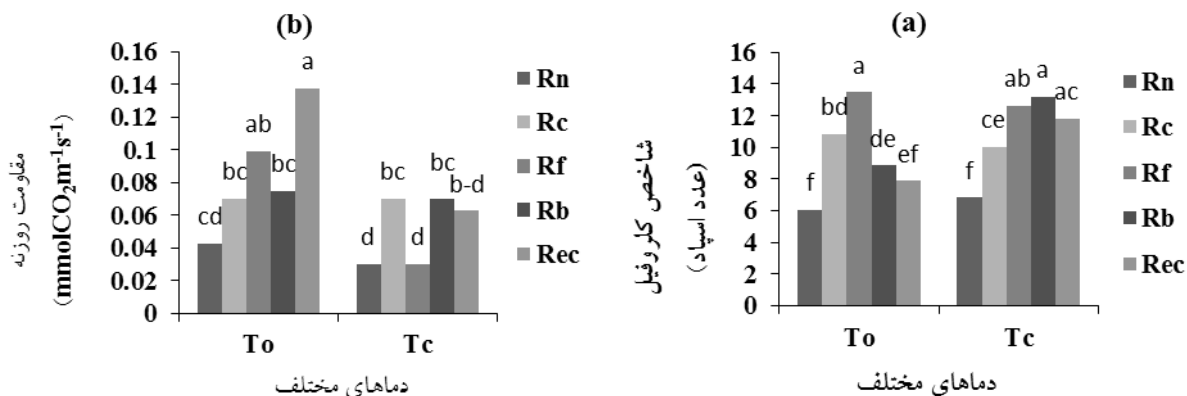 (b)
مقاومت روزنه
(mmolCO₂m⁻¹s⁻¹)
0.16
0.14
0.12
0.1
0.08
0.06
0.04
0.02
0
cd
bc
ab
bc
a
d
bc
d
bc
b-d
To
Tc
دماهای مختلف
Rn
Rc
Rf
Rb
Rec
(a)
شاخص کلروفیل
(عدد اسپاد)
16
14
12
10
8
6
4
2
0
f
bd
a
de
ef
f
ce
ab
a
ac
To
Tc
دماهای مختلف
Rn
Rc
Rf
Rb
Rec